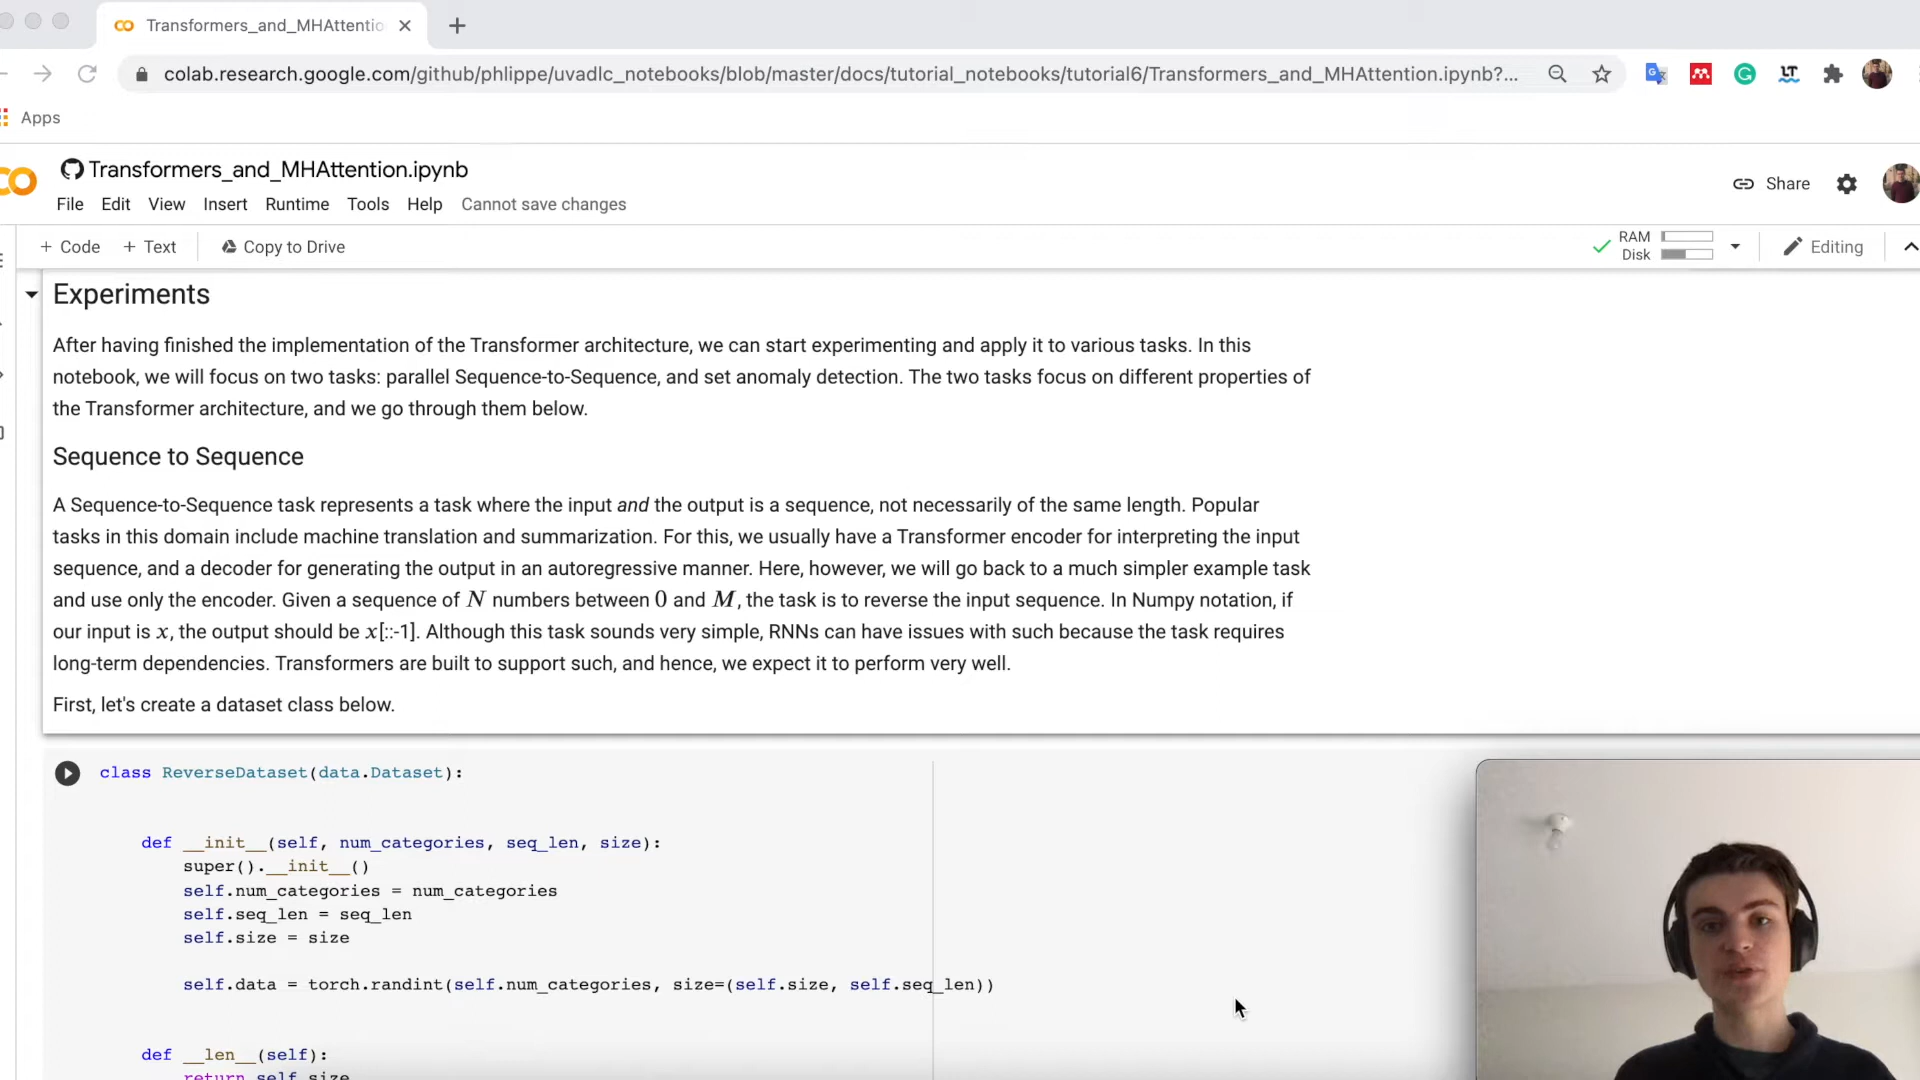 Transformers_and_MHAttentio
colab.research.google.com/github/phlippe/uvadlc_notebooks/blob/master/docs/tutorial_notebooks/tutorial6/Transformers_and_MHAttention.ipynb?...
Apps
Transformers_and_MHAttention.ipynb
Share
File Edit View Insert Runtime Tools Help Cannot save changes
+ Code + Text Copy to Drive
RAM
Disk
Editing
Experiments
After having finished the implementation of the Transformer architecture, we can start experimenting and apply it to various tasks. In this
notebook, we will focus on two tasks: parallel Sequence-to-Sequence, and set anomaly detection. The two tasks focus on different properties of
the Transformer architecture, and we go through them below.
Sequence to Sequence
A Sequence-to-Sequence task represents a task where the input and the output is a sequence, not necessarily of the same length. Popular
tasks in this domain include machine translation and summarization. For this, we usually have a Transformer encoder for interpreting the input
sequence, and a decoder for generating the output in an autoregressive manner. Here, however, we will go back to a much simpler example task
and use only the encoder. Given a sequence of N numbers between 0 and M, the task is to reverse the input sequence. In Numpy notation, if
our input is x, the output should be x[::-1]. Although this task sounds very simple, RNNs can have issues with such because the task requires
long-term dependencies. Transformers are built to support such, and hence, we expect it to perform very well.
First, let's create a dataset class below.
class ReverseDataset(data.Dataset):
def __init__(self, num_categories, seq_len, size):
super().__init__()
self.num_categories = num_categories
self.seq_len = seq_len
self.size = size
self.data = torch.randint(self.num_categories, size=(self.size, self.seq_len))
def __len__(self):
return self.size